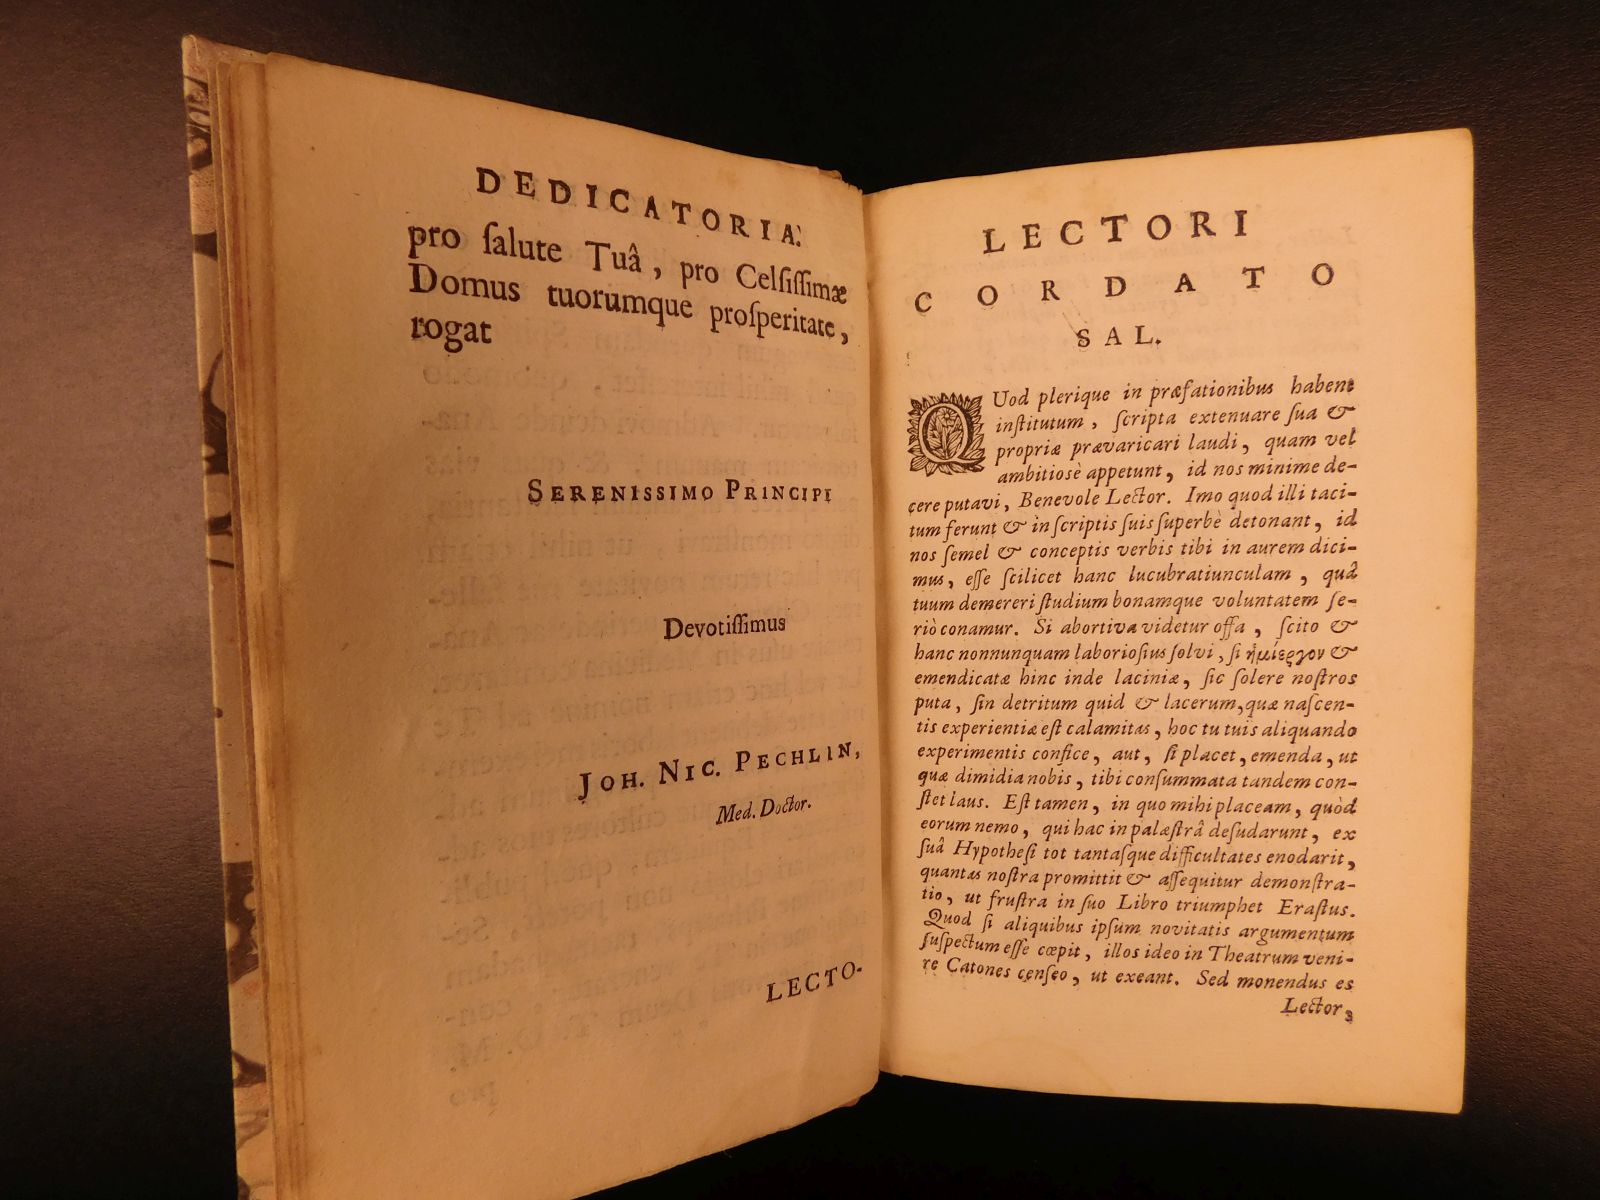 DEDICATORIA.
pro ſalute Tuâ, pro Celſiſſimæ
Domus tuorumque proſperitate,
rogat
SERENISSIMO PRINCIPI
Devotiſſimus
JOH. NIC. PECHLIN,
Med. Doctor.
LECTO-
LECTORI
CORDATO
SAL.
QUod plerique in præfationibus habent
inſtitutum, ſcripta extenuare ſua &
propriæ prævaricari laudi, quam vel
ambitiosè appetunt, id nos minime de-
cere putavi, Benevole Lector. Imo quod illi taci-
tum ferunt & in ſcriptis ſuis ſuperbè detonant, id
nos ſemel & conceptis verbis tibi in aurem dici-
mus, eſſe ſcilicet hanc lucubratiunculam, quâ
tuum demereri ſtudium bonamque voluntatem ſe-
riò conamur. Si abortiva videtur offa, ſcito &
hanc nonnunquam laborioſius ſolvi, ſi ἡμίεργον &
emendicatæ hinc inde laciniæ, ſic ſolere noſtros
puta, ſin detritum quid & lacerum, quæ naſcen-
tis experientiæ eſt calamitas, hoc tu tuis aliquando
experimentis confice, aut, ſi placet, emenda, ut
quæ dimidia nobis, tibi conſummata tandem con-
ſtet laus. Eſt tamen, in quo mihi placeam, quòd
eorum nemo, qui hac in palæſtrâ deſudarunt, ex
ſuâ Hypotheſi tot tantaſque difficultates enodarit,
quantas noſtra promittit & aſſequitur demonſtra-
tio, ut fruſtra in ſuo Libro triumphet Eraſtus.
Quod ſi aliquibus ipſum novitatis argumentum
ſuſpectum eſſe cœpit, illos ideo in Theatrum veni-
re Catones cenſeo, ut exeant. Sed monendus es
Lector,